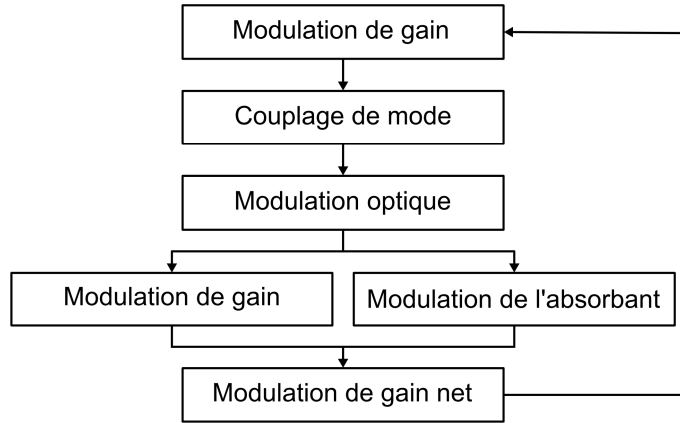 Modulation de gain
Couplage de mode
Modulation optique
Modulation de gain
Modulation de l'absorbant
Modulation de gain net